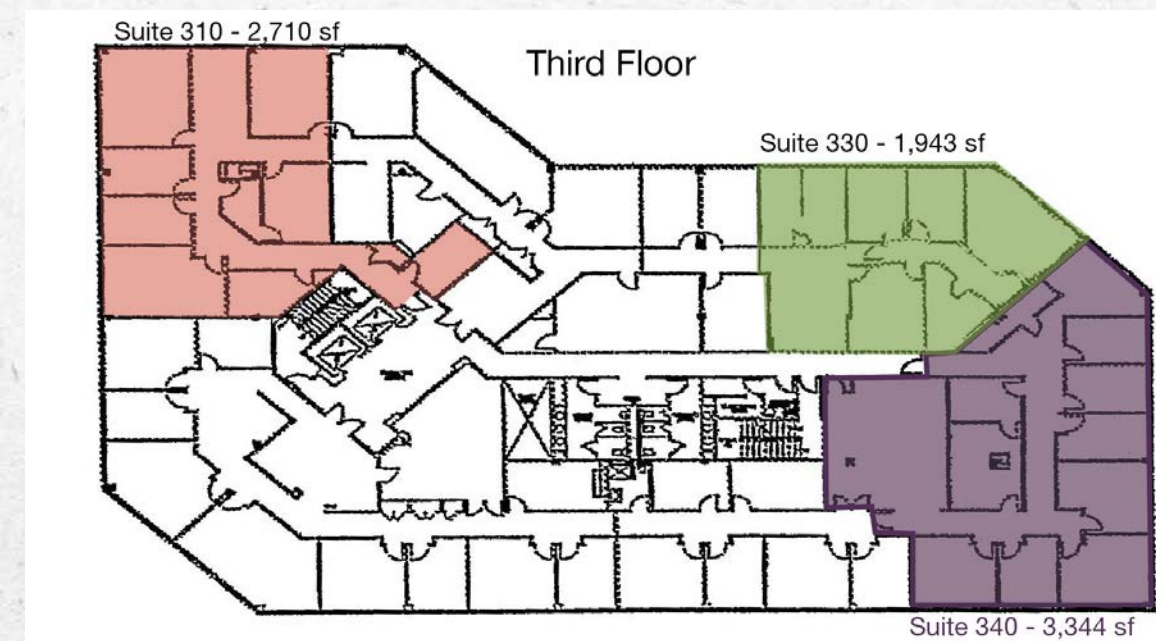 Suite 310 - 2,710 sf
Third Floor
Suite 330 - 1,943 sf
Suite 340 - 3,344 sf